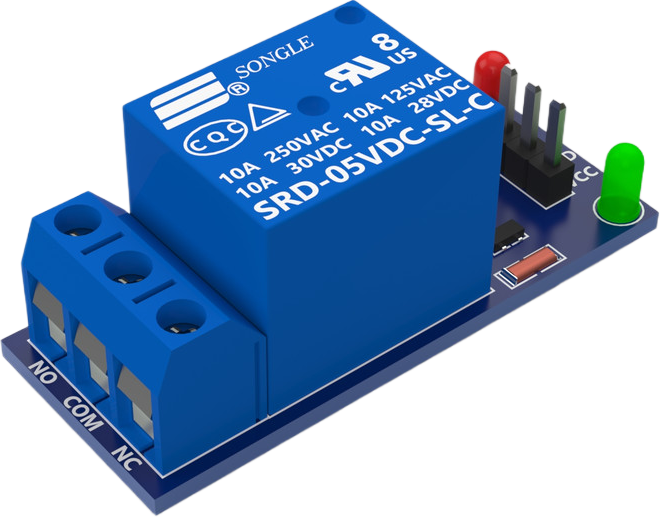 SONGLE
®
c RU 8 US
CQC
10A 250VAC 10A 125VAC
10A 30VDC 10A 28VDC
SRD-05VDC-SL-C
VCC
NO
COM
NC